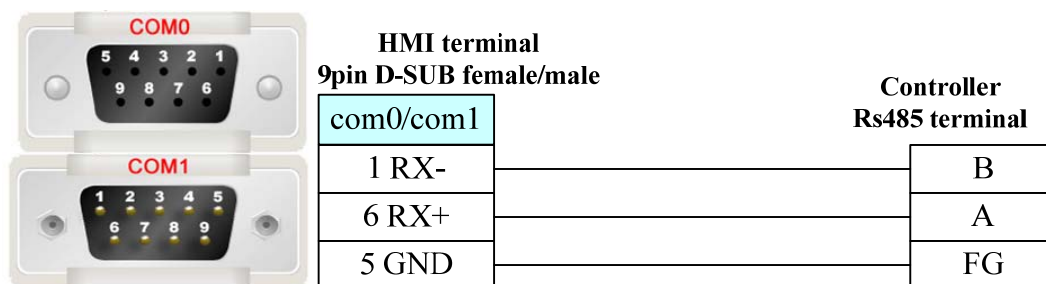 COM0
5 4 3 2 1
9 8 7 6
COM1
1 2 3 4 5
6 7 8 9
HMI terminal
9pin D-SUB female/male
com0/com1
1 RX-
6 RX+
5 GND
Controller
Rs485 terminal
B
A
FG